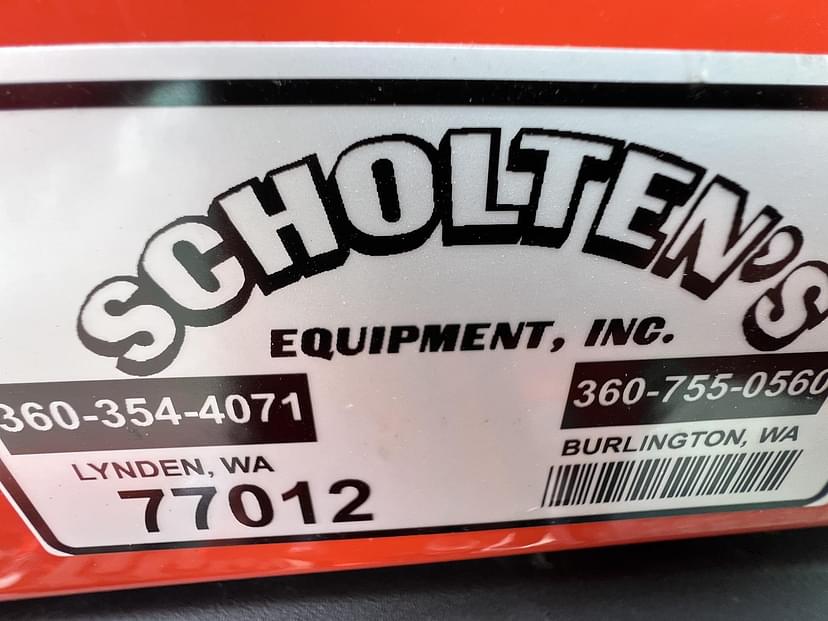 SCHOLTEN'S
EQUIPMENT, INC.
360-354-4071
LYNDEN, WA
77012
360-755-0560
BURLINGTON, WA